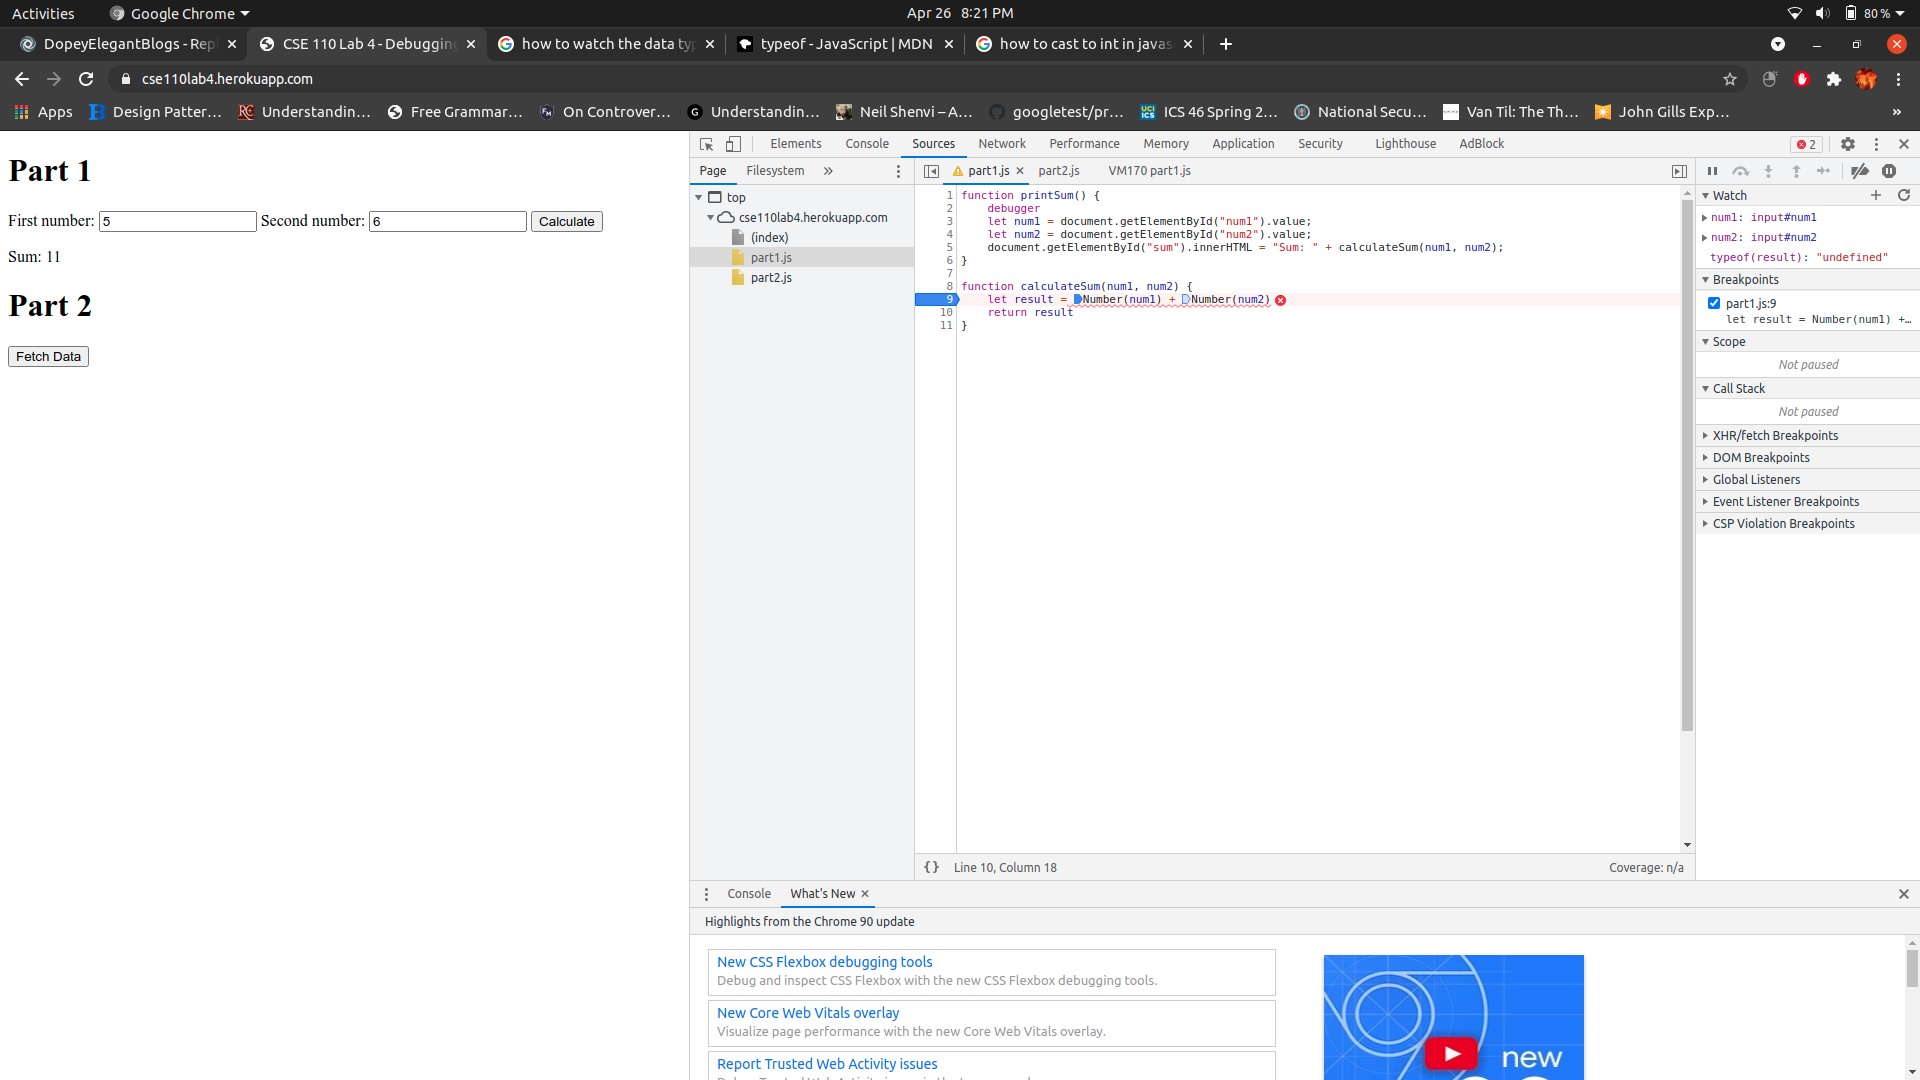 Activities
Google Chrome
Apr 26 8:21 PM
80 %
DopeyElegantBlogs - Repl
CSE 110 Lab 4 - Debugging
how to watch the data typ
typeof - JavaScript | MDN
how to cast to int in javas
cse110lab4.herokuapp.com
Apps
Design Patter...
Understandin...
Free Grammar...
On Controver...
Understandin...
Neil Shenvi – A...
googletest/pr...
ICS 46 Spring 2...
National Secu...
Van Til: The Th...
John Gills Exp...
»
Part 1
First number: 5 Second number: 6 Calculate
Sum: 11
Part 2
Fetch Data
Elements Console Sources Network Performance Memory Application Security Lighthouse AdBlock
2
Page Filesystem »
top
cse110lab4.herokuapp.com
(index)
part1.js
part2.js
part1.js part2.js VM170 part1.js
1 function printSum() {
2 debugger
3 let num1 = document.getElementById("num1").value;
4 let num2 = document.getElementById("num2").value;
5 document.getElementById("sum").innerHTML = "Sum: " + calculateSum(num1, num2);
6 }
7
8 function calculateSum(num1, num2) {
9 let result = Number(num1) + Number(num2)
10 return result
11 }
{} Line 10, Column 18
Coverage: n/a
Watch
num1: input#num1
num2: input#num2
typeof(result): "undefined"
Breakpoints
part1.js:9
let result = Number(num1) +…
Scope
Not paused
Call Stack
Not paused
XHR/fetch Breakpoints
DOM Breakpoints
Global Listeners
Event Listener Breakpoints
CSP Violation Breakpoints
Console What's New
Highlights from the Chrome 90 update
New CSS Flexbox debugging tools
Debug and inspect CSS Flexbox with the new CSS Flexbox debugging tools.
New Core Web Vitals overlay
Visualize page performance with the new Core Web Vitals overlay.
Report Trusted Web Activity issues
new